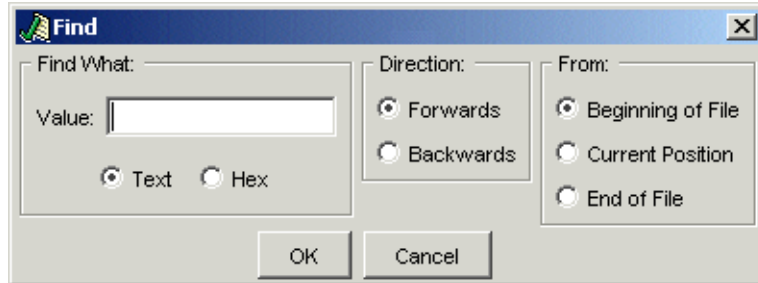 Find
Find What:
Value:
Text Hex
Direction:
Forwards
Backwards
From:
Beginning of File
Current Position
End of File
OK Cancel